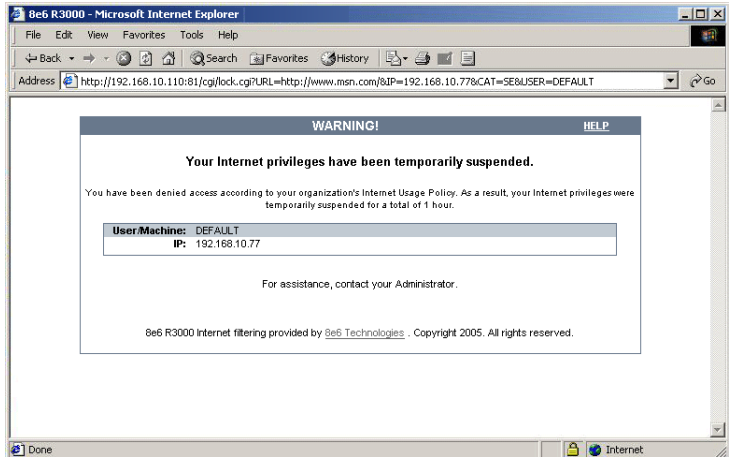 8e6 R3000 - Microsoft Internet Explorer
File Edit View Favorites Tools Help
Back Search Favorites History
Address http://192.168.10.110:81/cgi/lock.cgi?URL=http://www.msn.com/&IP=192.168.10.77&CAT=SE&USER=DEFAULT Go
WARNING! HELP
Your Internet privileges have been temporarily suspended.
You have been denied access according to your organization's Internet Usage Policy. As a result, your Internet privileges were
temporarily suspended for a total of 1 hour.
User/Machine: DEFAULT
IP: 192.168.10.77
For assistance, contact your Administrator.
8e6 R3000 Internet filtering provided by 8e6 Technologies . Copyright 2005. All rights reserved.
Done Internet